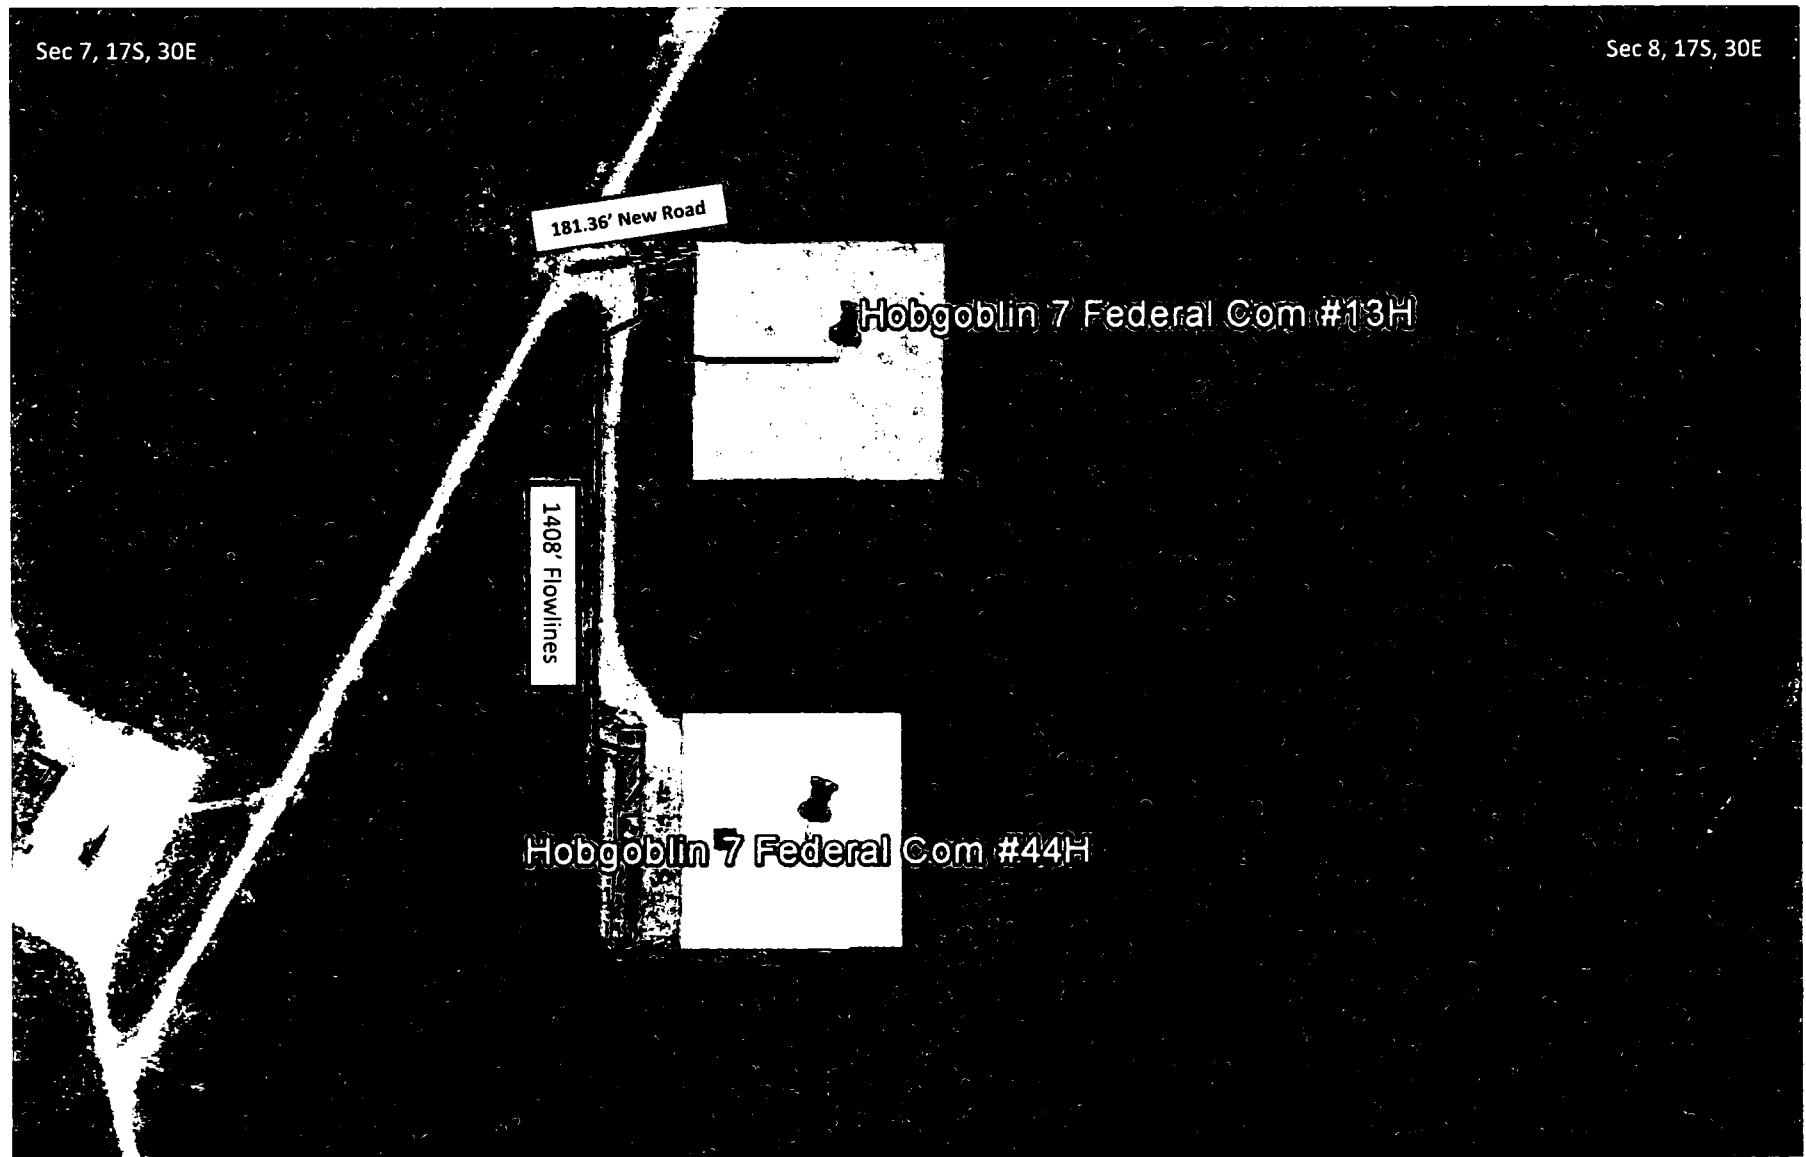 Sec 7, 17S, 30E
Sec 8, 17S, 30E
181.36' New Road
Hobgoblin 7 Federal Com #13H
1408' Flowlines
Hobgoblin 7 Federal Com #44H